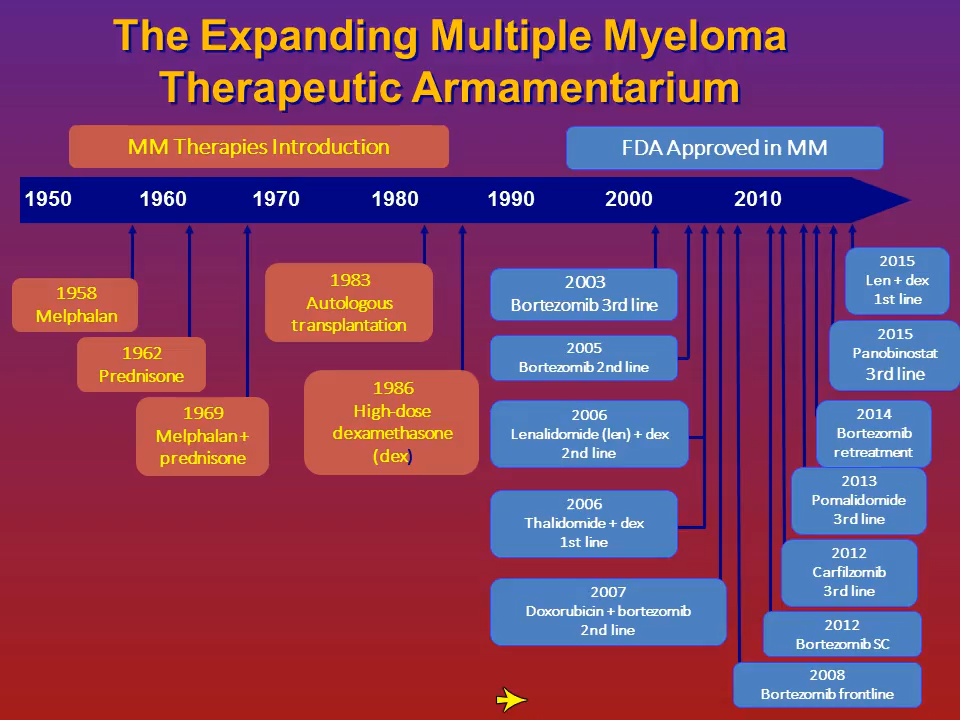 The Expanding Multiple Myeloma
Therapeutic Armamentarium
MM Therapies Introduction
FDA Approved in MM
1950 1960 1970 1980 1990 2000 2010
1958
Melphalan
1962
Prednisone
1969
Melphalan +
prednisone
1983
Autologous
transplantation
1986
High-dose
dexamethasone
(dex)
2003
Bortezomib 3rd line
2005
Bortezomib 2nd line
2006
Lenalidomide (len) + dex
2nd line
2006
Thalidomide + dex
1st line
2007
Doxorubicin + bortezomib
2nd line
2015
Len + dex
1st line
2015
Panobinostat
3rd line
2014
Bortezomib
retreatment
2013
Pomalidomide
3rd line
2012
Carfilzomib
3rd line
2012
Bortezomib SC
2008
Bortezomib frontline